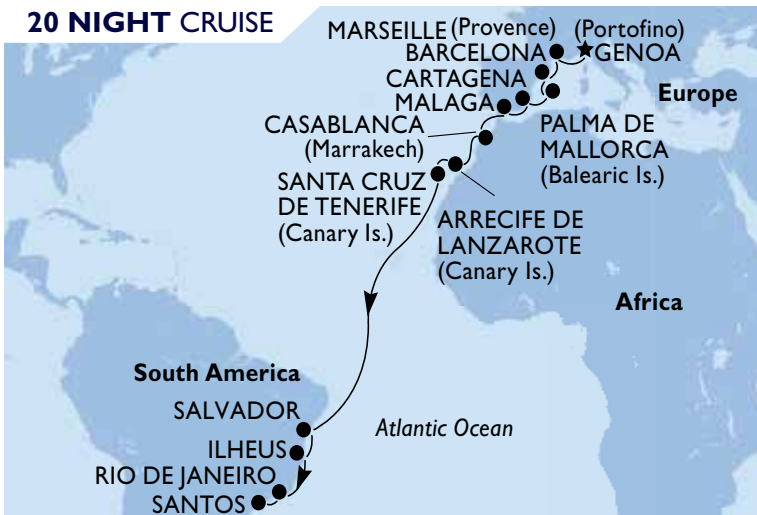 20 NIGHT CRUISE
MARSEILLE (Provence)
(Portofino)
BARCELONA
GENOA
CARTAGENA
MALAGA
Europe
CASABLANCA
(Marrakech)
PALMA DE
MALLORCA
(Balearic Is.)
SANTA CRUZ
DE TENERIFE
(Canary Is.)
ARRECIFE DE
LANZAROTE
(Canary Is.)
Africa
South America
SALVADOR
Atlantic Ocean
ILHEUS
RIO DE JANEIRO
SANTOS